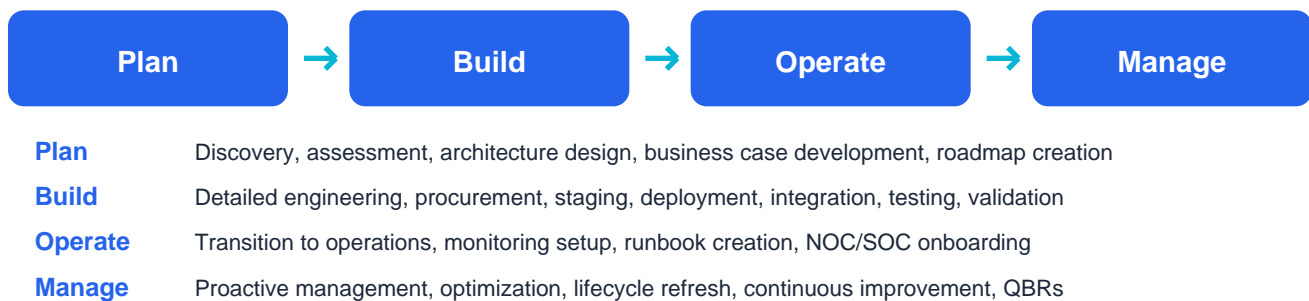 Plan → Build → Operate → Manage
Plan Discovery, assessment, architecture design, business case development, roadmap creation
Build Detailed engineering, procurement, staging, deployment, integration, testing, validation
Operate Transition to operations, monitoring setup, runbook creation, NOC/SOC onboarding
Manage Proactive management, optimization, lifecycle refresh, continuous improvement, QBRs